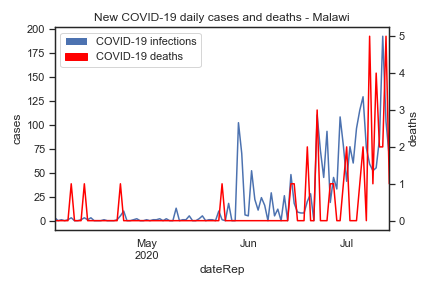 New COVID-19 daily cases and deaths - Malawi
COVID-19 infections
COVID-19 deaths
200
175
150
125
100
75
50
25
0
cases
5
4
3
2
1
0
deaths
May
2020
Jun
Jul
dateRep